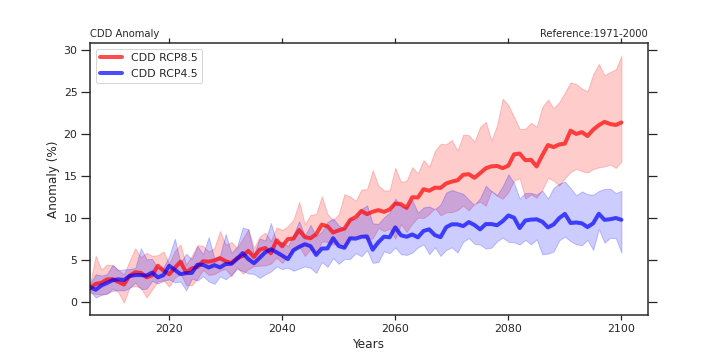 CDD Anomaly
Reference:1971-2000
CDD RCP8.5
CDD RCP4.5
Anomaly (%)
30
25
20
15
10
5
0
2020
2040
2060
2080
2100
Years